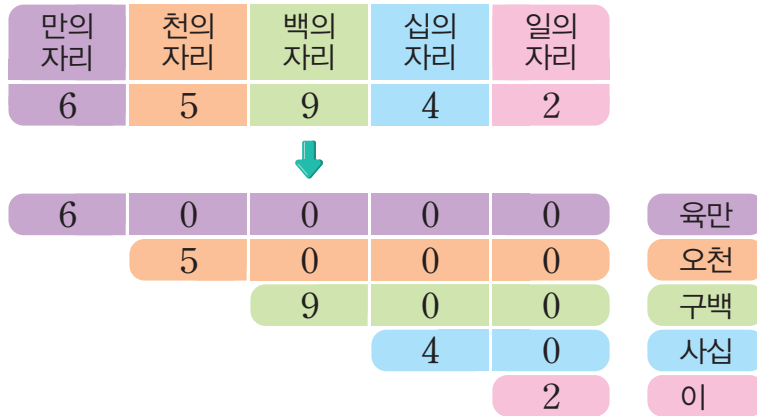 만의 천의 백의 십의 일의
자리 자리 자리 자리 자리
6 5 9 4 2
6 0 0 0 0 육만
5 0 0 0 오천
9 0 0 구백
4 0 사십
2 이